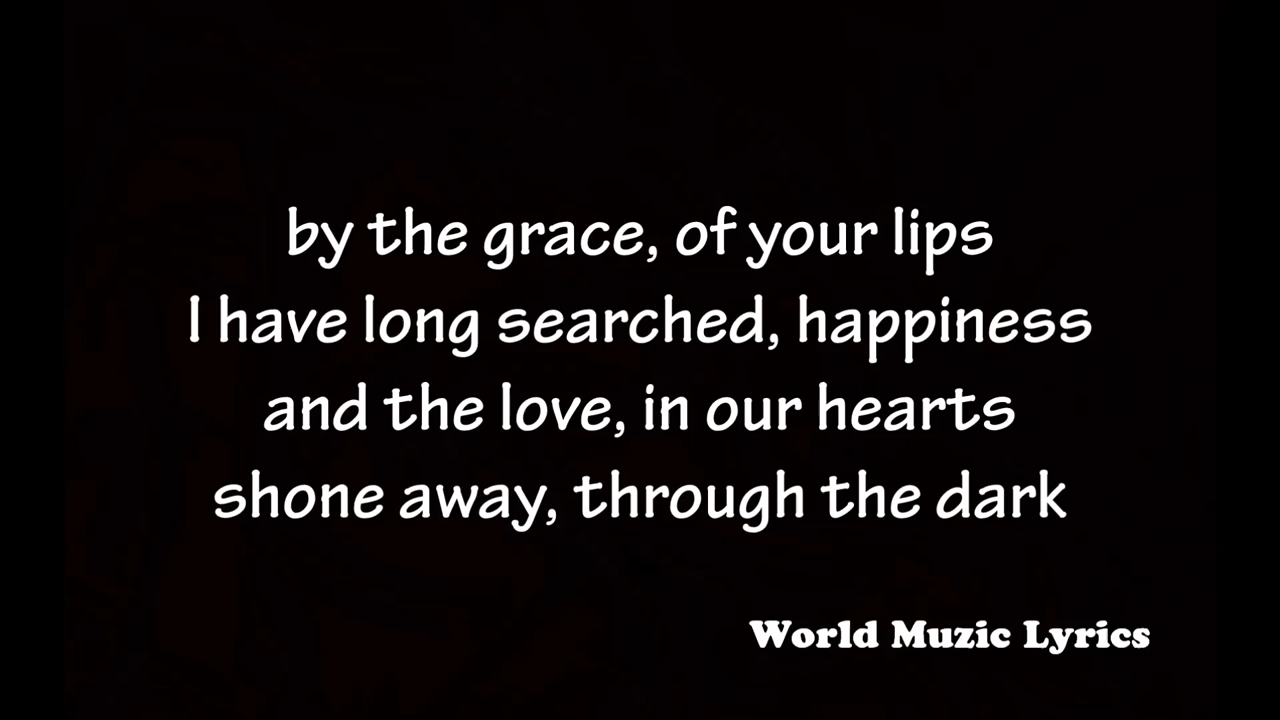 by the grace, of your lips
I have long searched, happiness
and the love, in our hearts
shone away, through the dark
World Muzic Lyrics